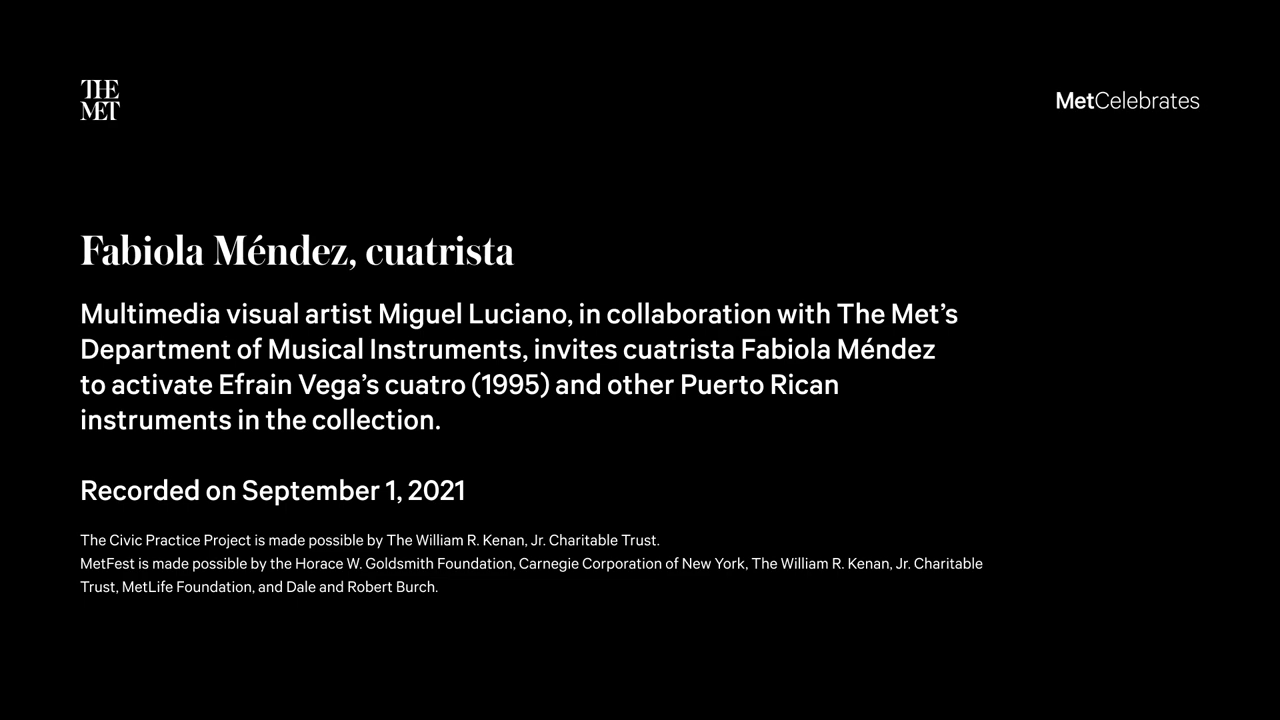 THE
MET
MetCelebrates
Fabiola Méndez, cuatrista
Multimedia visual artist Miguel Luciano, in collaboration with The Met’s
Department of Musical Instruments, invites cuatrista Fabiola Méndez
to activate Efrain Vega’s cuatro (1995) and other Puerto Rican
instruments in the collection.
Recorded on September 1, 2021
The Civic Practice Project is made possible by The William R. Kenan, Jr. Charitable Trust.
MetFest is made possible by the Horace W. Goldsmith Foundation, Carnegie Corporation of New York, The William R. Kenan, Jr. Charitable
Trust, MetLife Foundation, and Dale and Robert Burch.